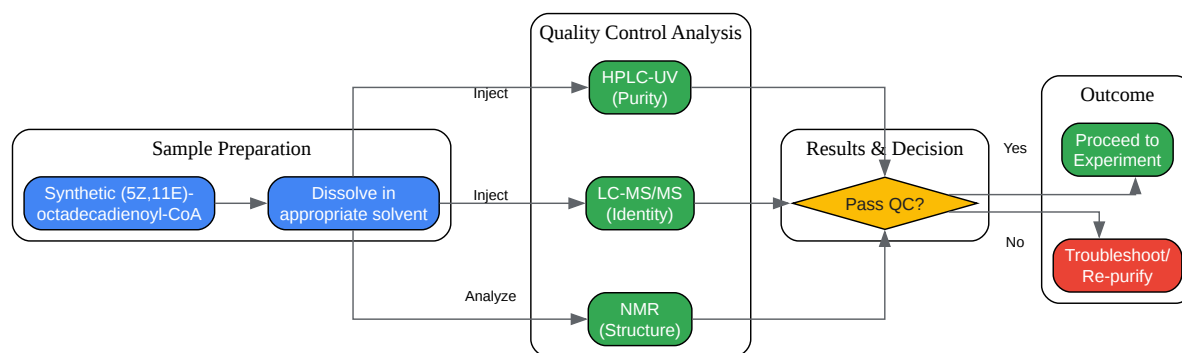 Quality Control Analysis
HPLC-UV
(Purity)
Inject
Outcome
Sample Preparation
Results & Decision
Yes
Proceed to
Experiment
Synthetic (5Z,11E)-
octadecadienoyl-CoA
Dissolve in
appropriate solvent
Inject
LC-MS/MS
(Identity)
Pass QC?
No
Troubleshoot/
Re-purify
Analyze
NMR
(Structure)